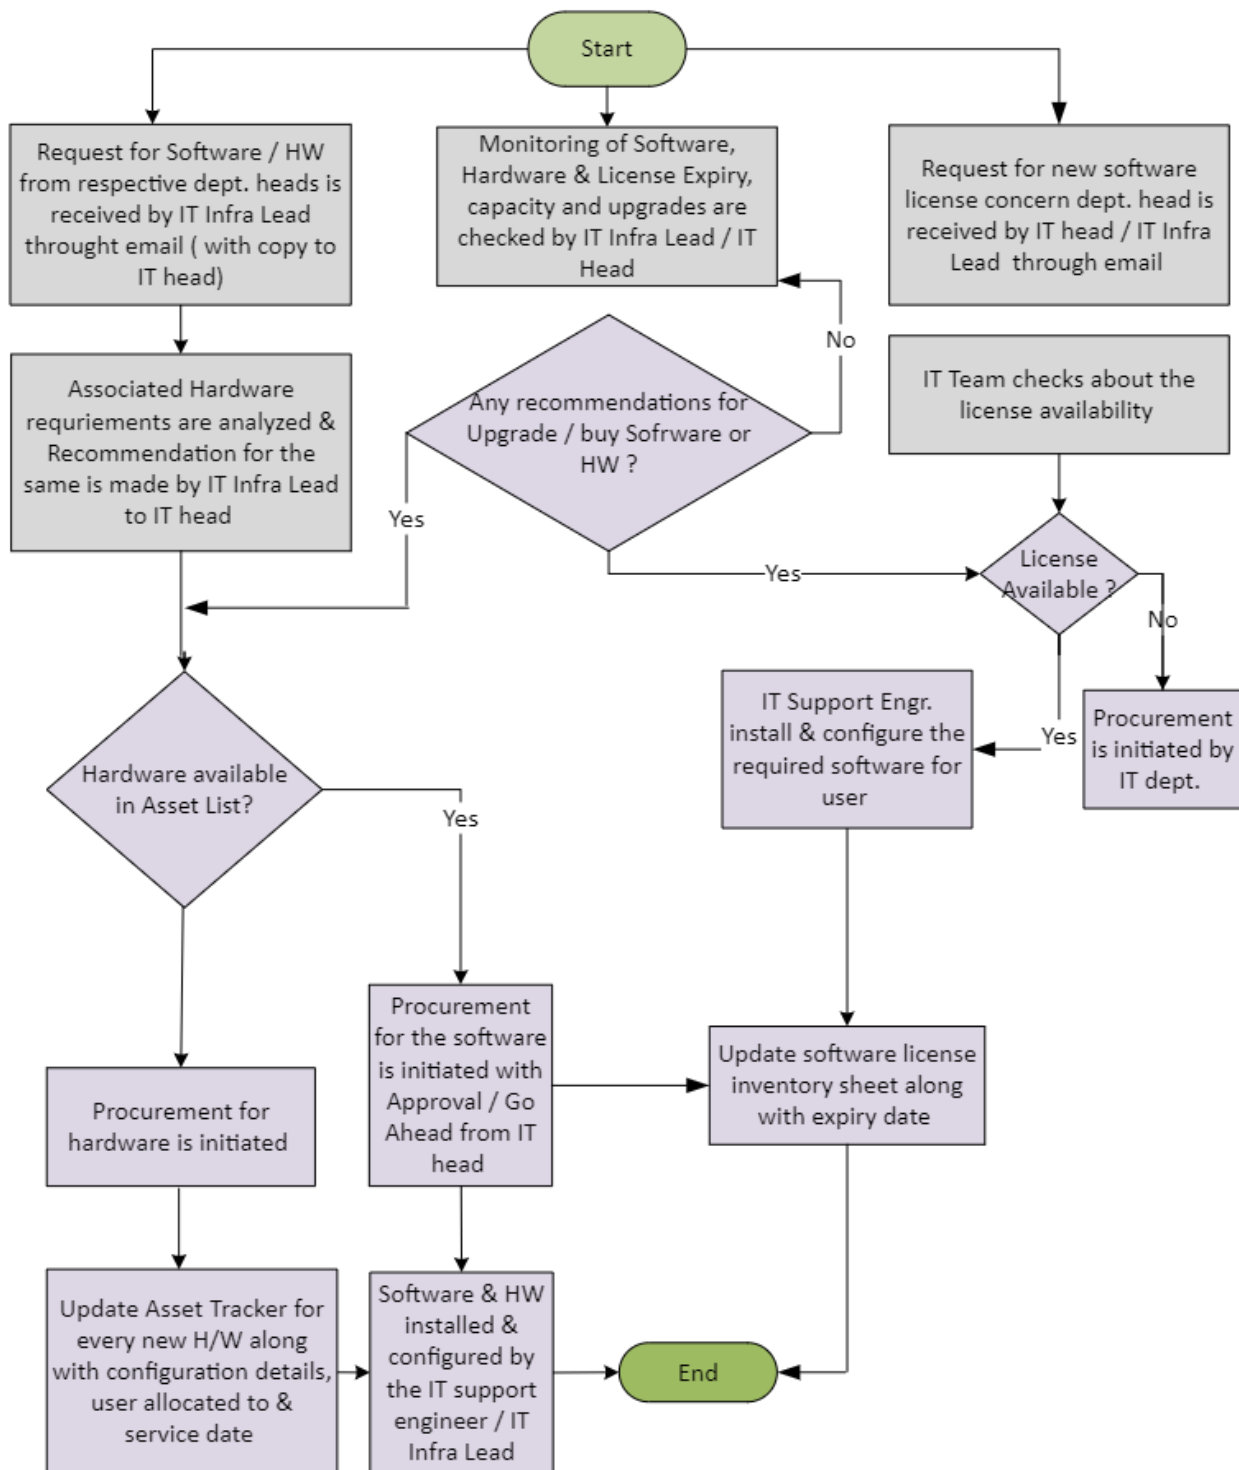 Start
Request for Software / HW
from respective dept. heads is
received by IT Infra Lead
throught email ( with copy to
IT head)
Monitoring of Software,
Hardware & License Expiry,
capacity and upgrades are
checked by IT Infra Lead / IT
Head
Request for new software
license concern dept. head is
received by IT head / IT Infra
Lead through email
No
Associated Hardware
requriements are analyzed &
Recommendation for the
same is made by IT Infra Lead
to IT head
Any recommendations for
Upgrade / buy Sofrware or
HW ?
IT Team checks about the
license availability
Yes
Yes
License
Available ?
No
Yes
IT Support Engr.
install & configure the
required software for
user
Procurement
is initiated by
IT dept.
Hardware available
in Asset List?
Yes
Procurement
for the software
is initiated with
Approval / Go
Ahead from IT
head
Update software license
inventory sheet along
with expiry date
Procurement for
hardware is initiated
Update Asset Tracker for
every new H/W along
with configuration details,
user allocated to &
service date
Software & HW
installed &
configured by
the IT support
engineer / IT
Infra Lead
End